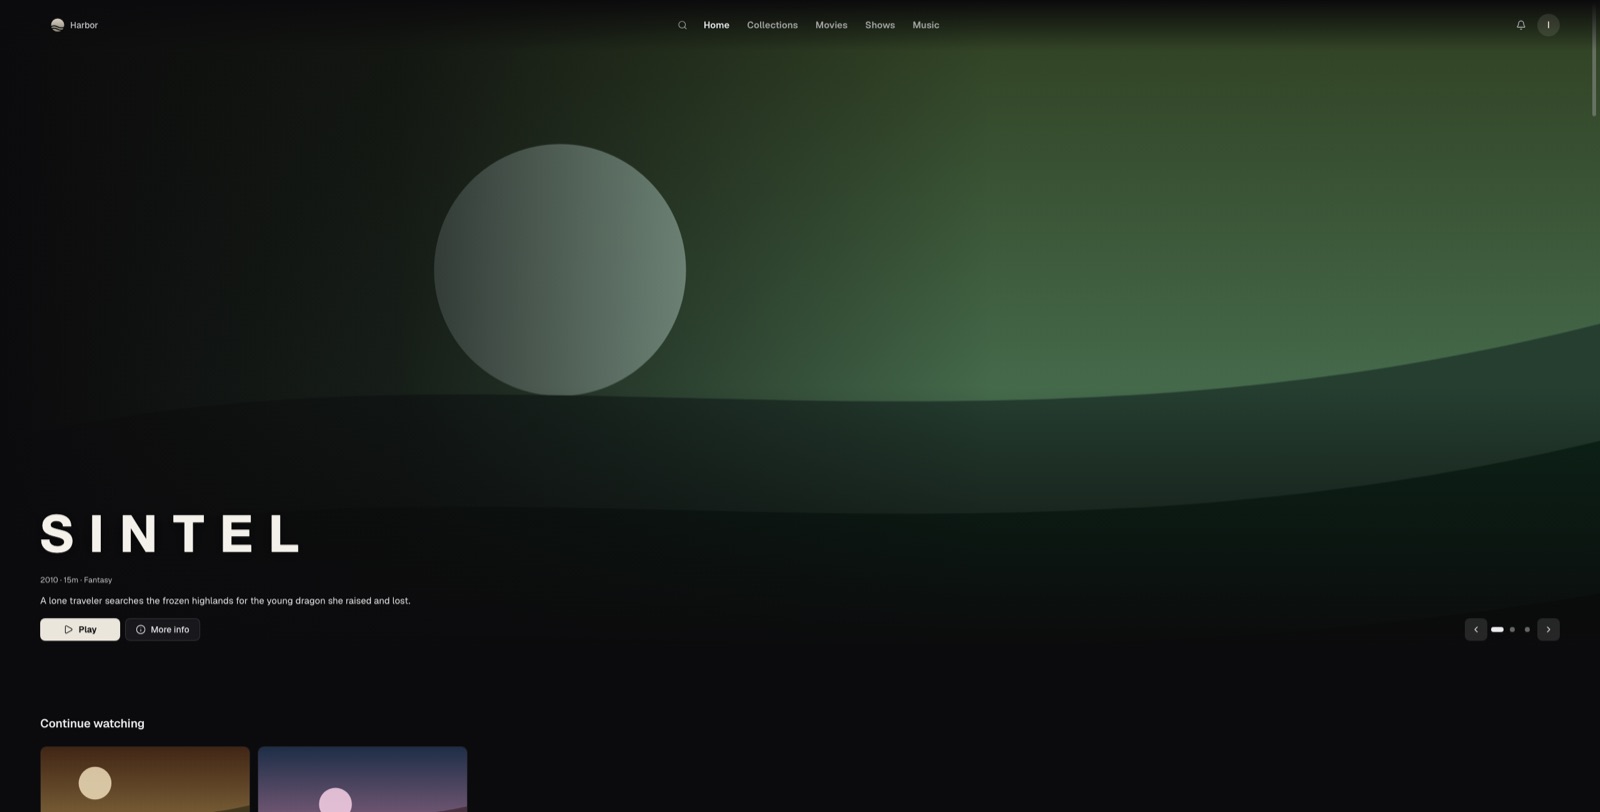 Harbor
Home Collections Movies Shows Music
I
SINTEL
2010 · 15m · Fantasy
A lone traveler searches the frozen highlands for the young dragon she raised and lost.
Play More info
Continue watching